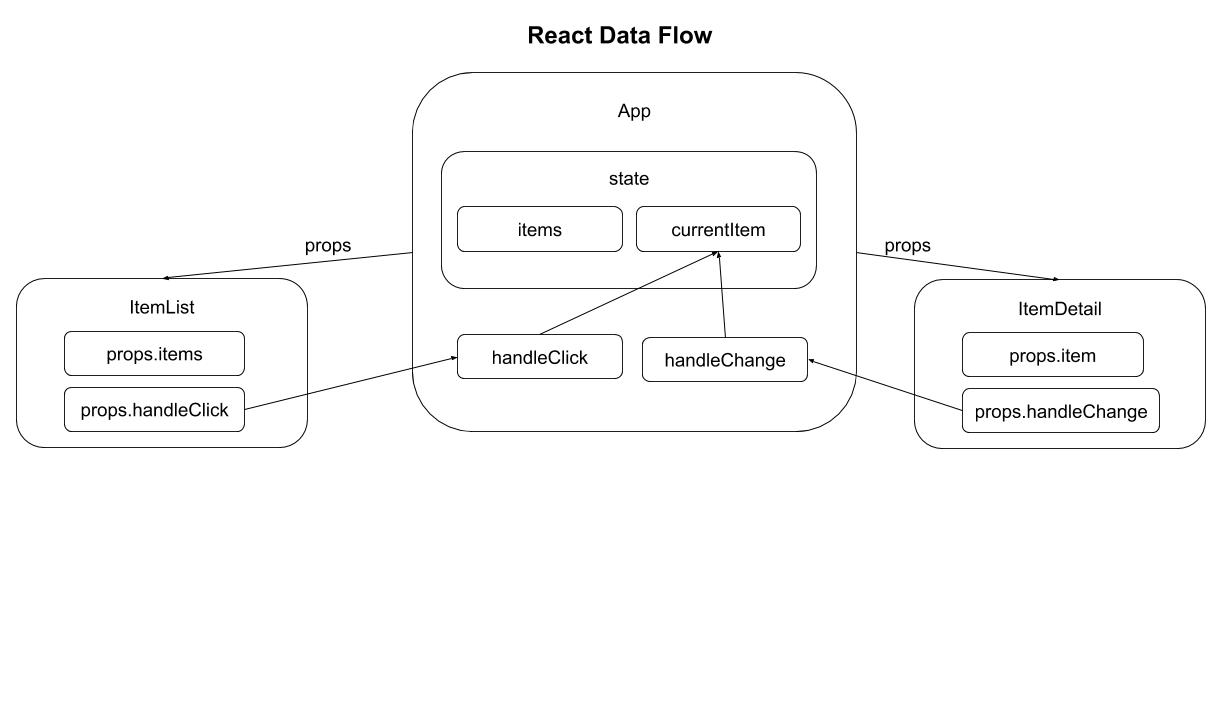 React Data Flow
App
state
items
currentItem
props
props
ItemList
props.items
props.handleClick
handleClick
handleChange
ItemDetail
props.item
props.handleChange